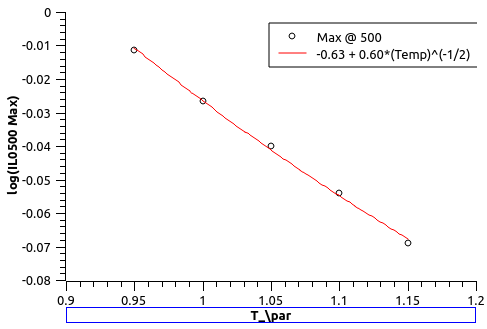 0
-0.01
-0.02
-0.03
-0.04
-0.05
-0.06
-0.07
-0.08
log(IL0500 Max)
Max @ 500
-0.63 + 0.60*(Temp)^(-1/2)
0.9 0.95 1 1.05 1.1 1.15 1.2
T_\par